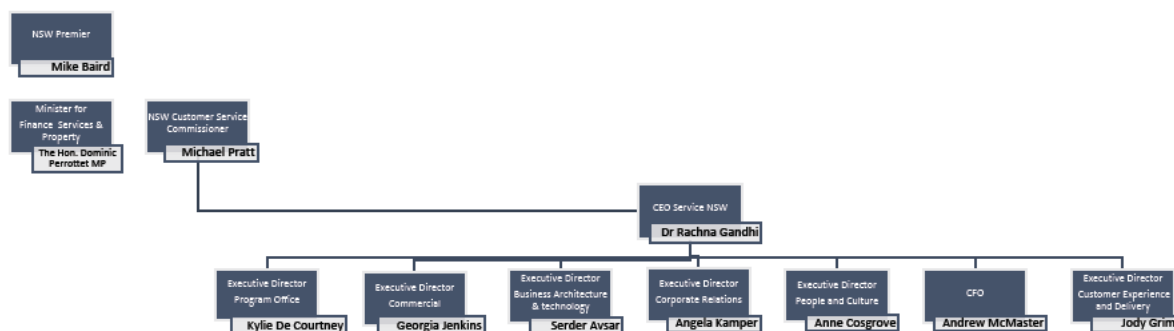 NSW Premier
Mike Baird
Minister for
Finance Services &
Property
The Hon. Dominic
Perrottet MP
NSW Customer Service
Commissioner
Michael Pratt
CEO Service NSW
Dr Rachna Gandhi
Executive Director
Program Office
Kylie De Courtney
Executive Director
Commercial
Georgia Jenkins
Executive Director
Business Architecture
& technology
Serder Avsar
Executive Director
Corporate Relations
Angela Kamper
Executive Director
People and Culture
Anne Cosgrove
CFO
Andrew McMaster
Executive Director
Customer Experience
and Delivery
Jody Grim